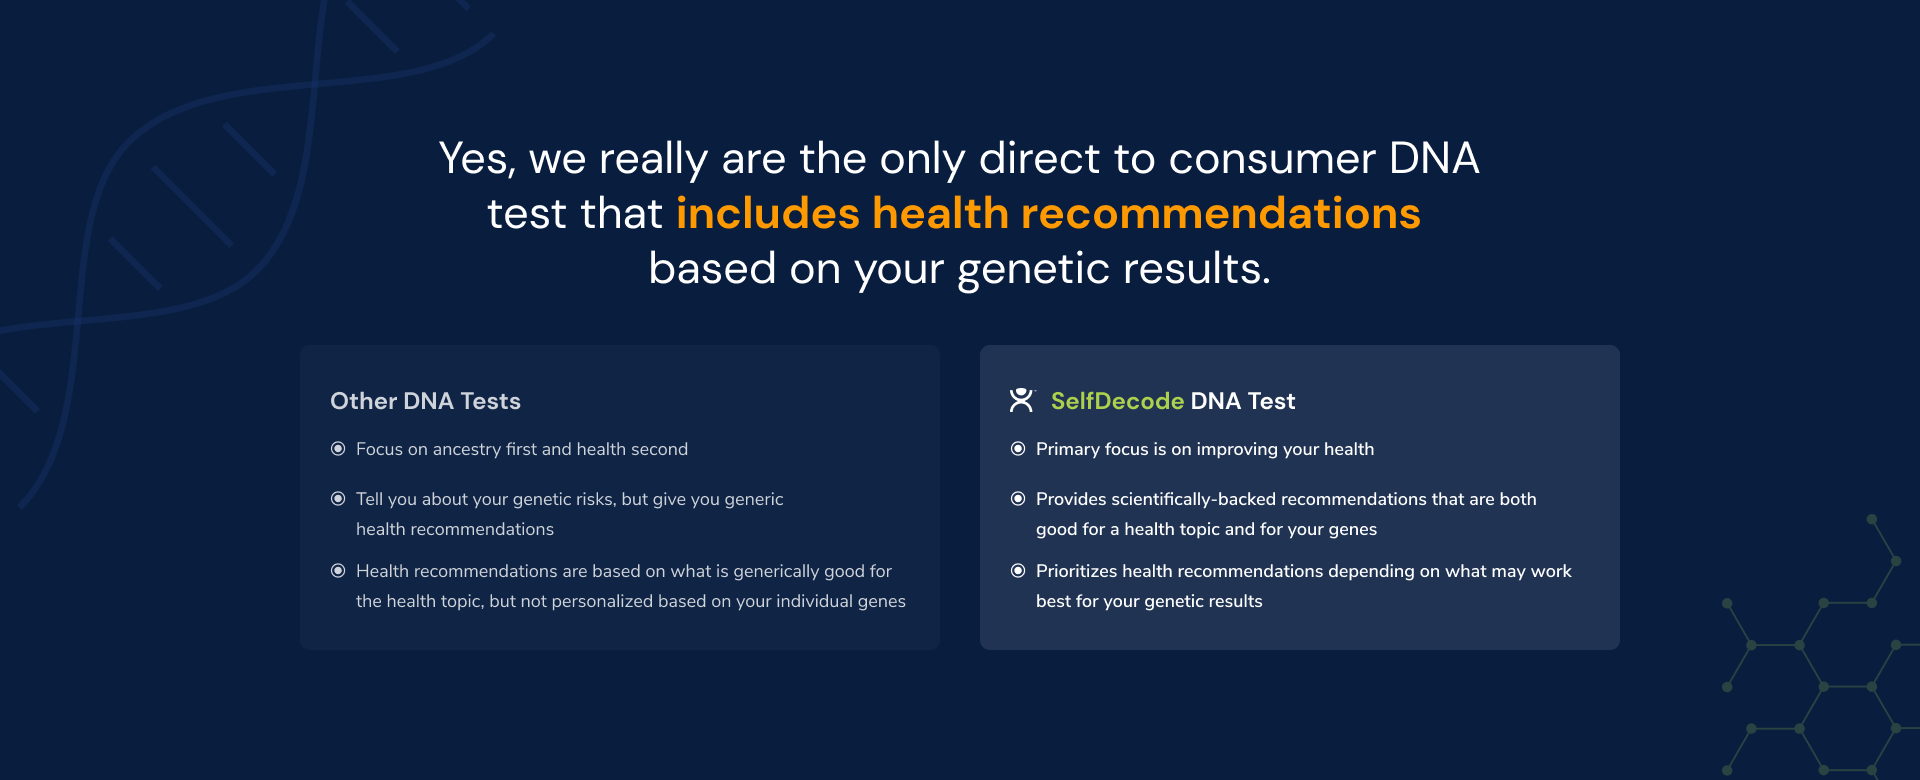 Yes, we really are the only direct to consumer DNA
test that includes health recommendations
based on your genetic results.
Other DNA Tests
Focus on ancestry first and health second
Tell you about your genetic risks, but give you generic
health recommendations
Health recommendations are based on what is generically good for
the health topic, but not personalized based on your individual genes
SelfDecode DNA Test
Primary focus is on improving your health
Provides scientifically-backed recommendations that are both
good for a health topic and for your genes
Prioritizes health recommendations depending on what may work
best for your genetic results